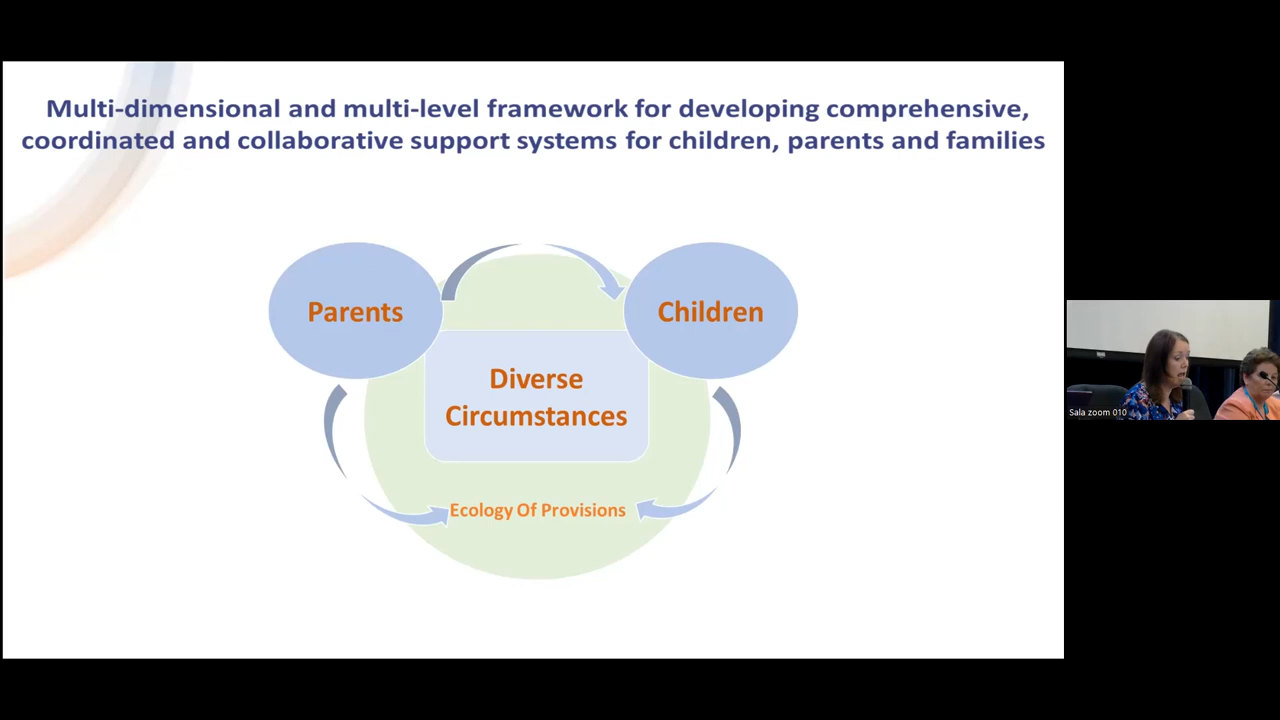 Multi-dimensional and multi-level framework for developing comprehensive,
coordinated and collaborative support systems for children, parents and families
Parents
Children
Diverse
Circumstances
Ecology Of Provisions
Sala zoom 010